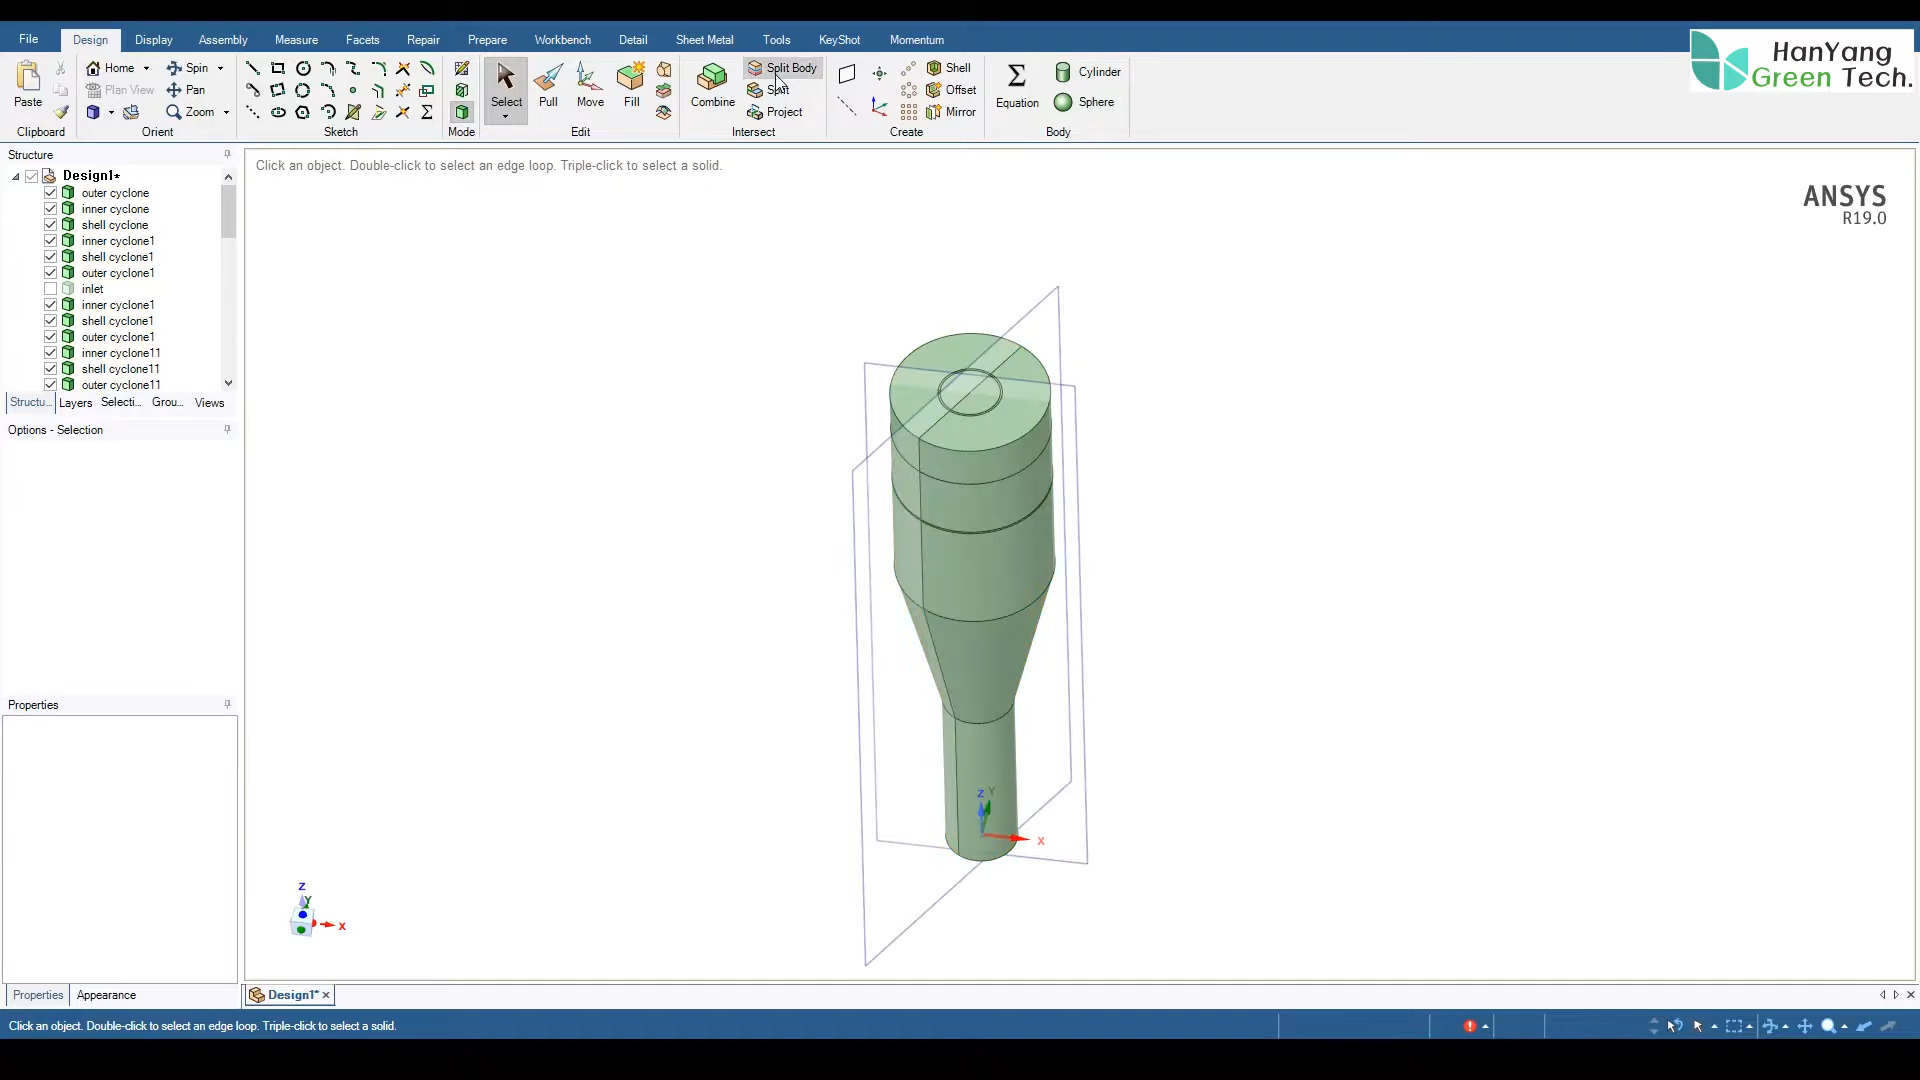 File Design Display Assembly Measure Facets Repair Prepare Workbench Detail Sheet Metal Tools KeyShot Momentum
HanYang
Green Tech.
Paste
Clipboard
Home Spin
Plan View Pan
Zoom
Orient
Sketch
Mode
Select Pull Move Fill
Edit
Combine
Split Body
Split
Project
Intersect
Shell
Offset
Mirror
Create
Equation
Cylinder
Sphere
Body
Structure
Design1*
outer cyclone
inner cyclone
shell cyclone
inner cyclone1
shell cyclone1
outer cyclone1
inlet
inner cyclone1
shell cyclone1
outer cyclone1
inner cyclone11
shell cyclone11
outer cyclone11
Structu... Layers Selecti... Grou... Views
Options - Selection
Properties
Properties Appearance
Click an object. Double-click to select an edge loop. Triple-click to select a solid.
ANSYS
R19.0
Z Y
X
Z
Y
X
Design1*
Click an object. Double-click to select an edge loop. Triple-click to select a solid.